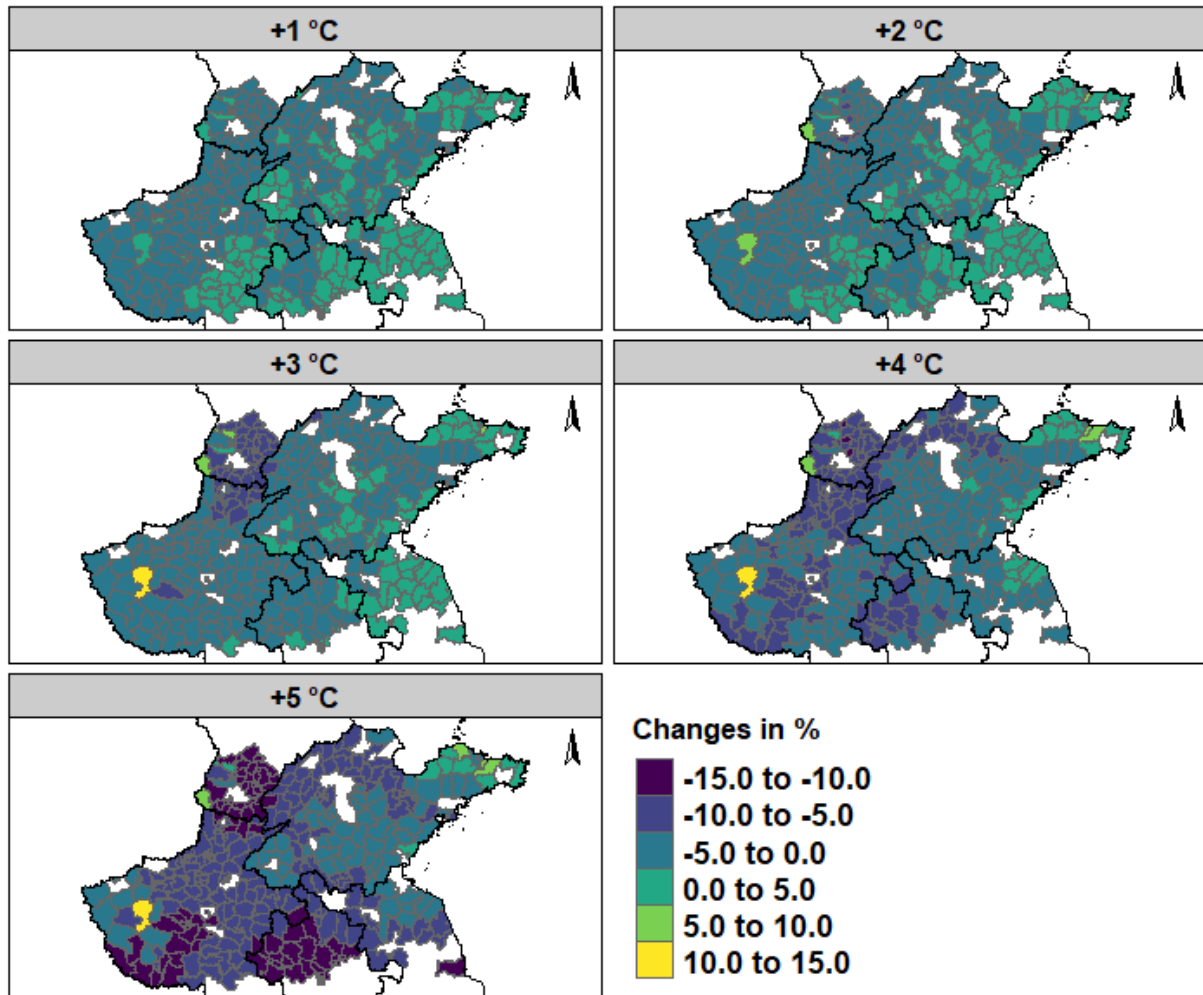 +1 °C
+2 °C
+3 °C
+4 °C
+5 °C
Changes in %
-15.0 to -10.0
-10.0 to -5.0
-5.0 to 0.0
0.0 to 5.0
5.0 to 10.0
10.0 to 15.0